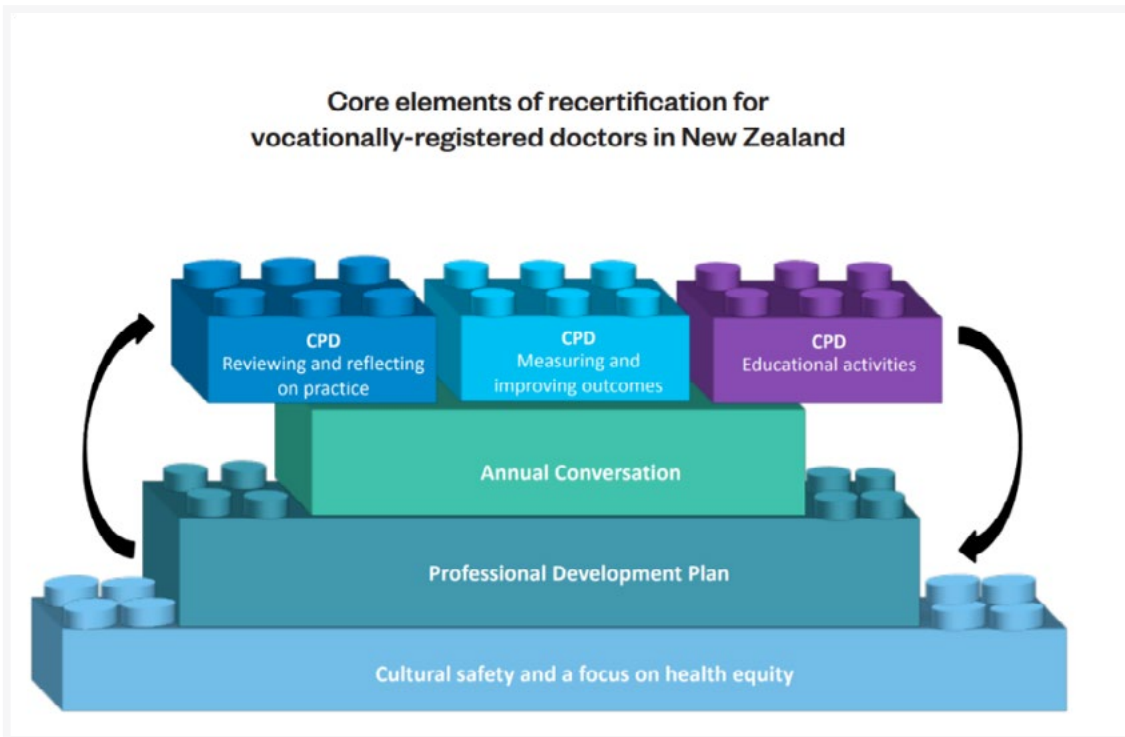 Core elements of recertification for
vocationally-registered doctors in New Zealand
CPD
Reviewing and reflecting
on practice
CPD
Measuring and
improving outcomes
CPD
Educational activities
Annual Conversation
Professional Development Plan
Cultural safety and a focus on health equity